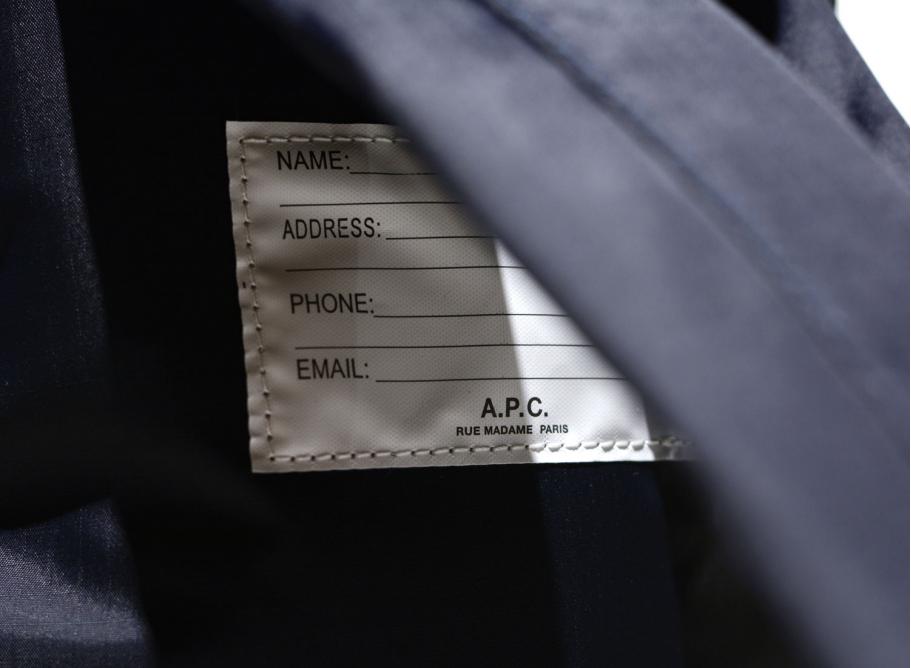 NAME:
ADDRESS:
PHONE:
EMAIL:
A.P.C.
RUE MADAME PARIS